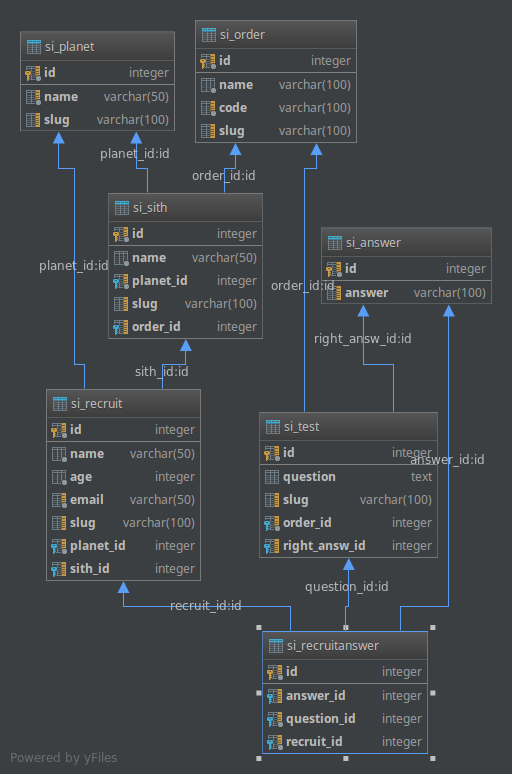 si_planet
id integer
name varchar(50)
slug varchar(100)
si_order
id integer
name varchar(100)
code varchar(100)
slug varchar(100)
planet_id:id
order_id:id
si_sith
id integer
name varchar(50)
planet_id integer
slug varchar(100)
order_id integer
si_answer
id integer
answer varchar(100)
planet_id:id
order_id:id
right_answ_id:id
sith_id:id
si_recruit
id integer
name varchar(50)
age integer
email varchar(50)
slug varchar(100)
planet_id integer
sith_id integer
si_test
id integer
question text
slug varchar(100)
order_id integer
right_answ_id integer
answer_id:id
question_id:id
recruit_id:id
si_recruitanswer
id integer
answer_id integer
question_id integer
recruit_id integer
Powered by yFiles